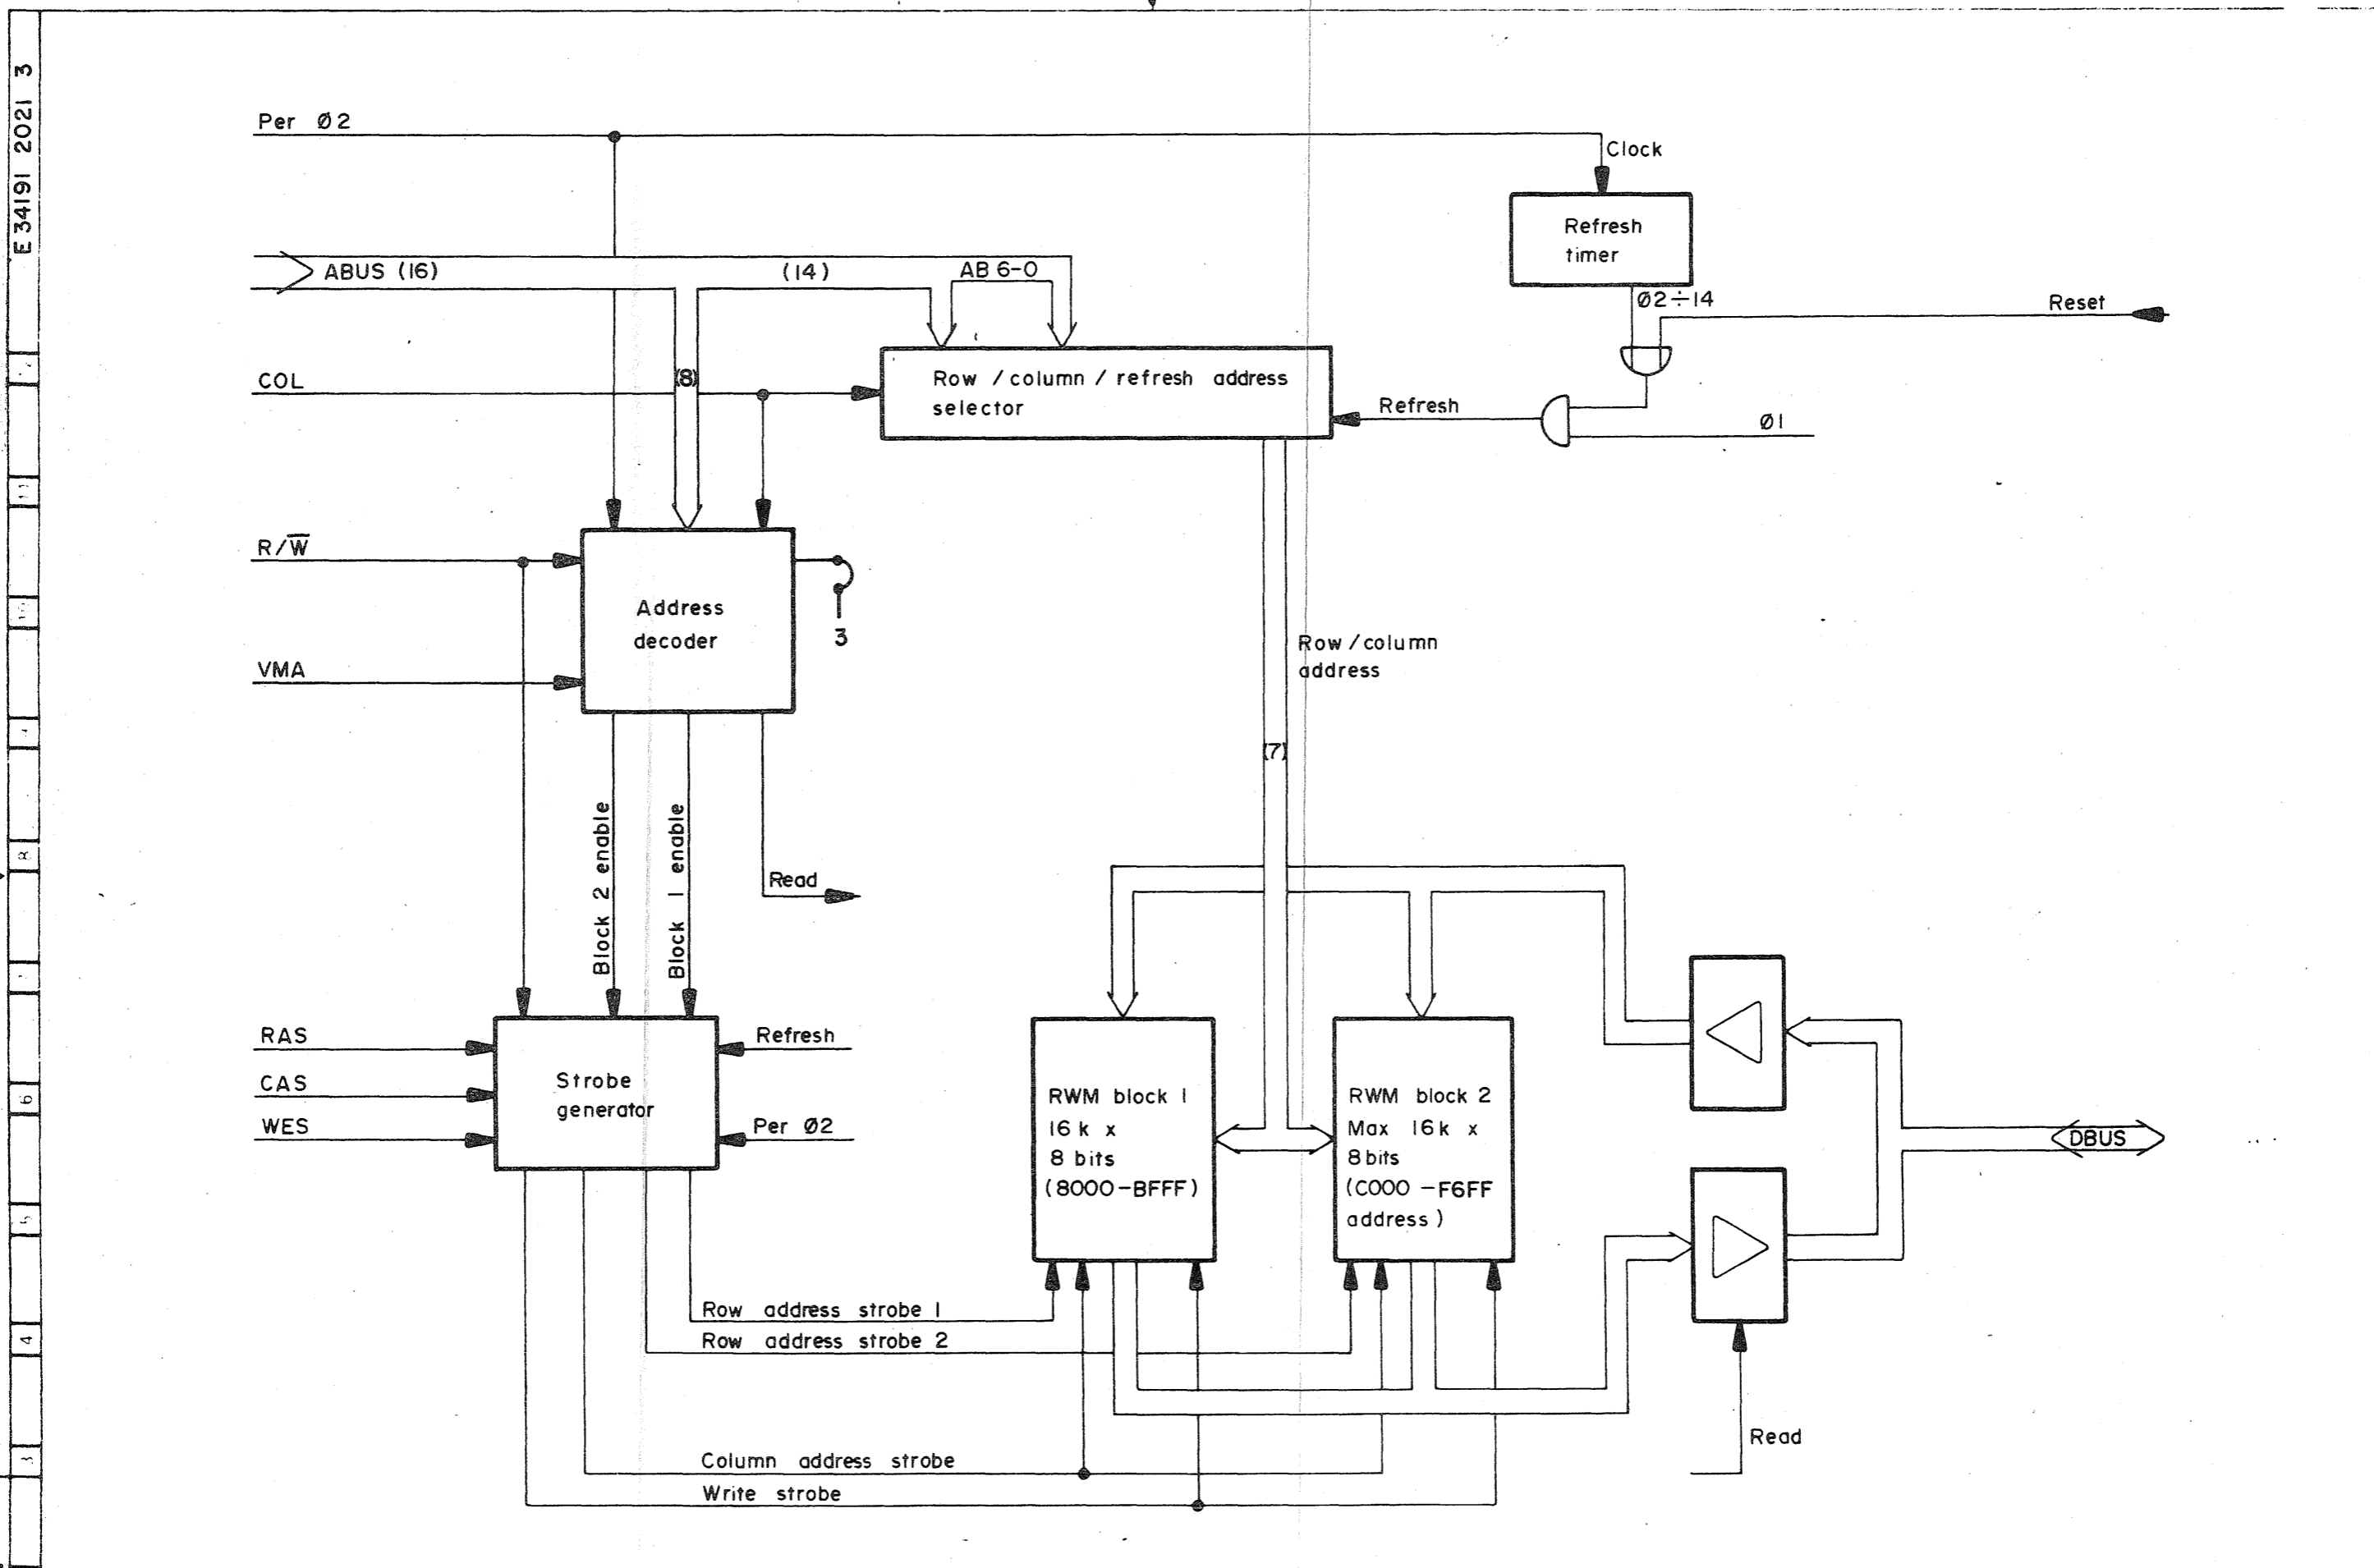 E 34191 2021 3
Per Ø2
Clock
Refresh
timer
ABUS (16)
(14)
AB 6-0
Ø2÷14
Reset
COL
(8)
Row / column / refresh address
selector
Refresh
Ø1
R/W̅
Address
decoder
3
VMA
Row / column
address
(7)
Block 2 enable
Block 1 enable
Read
8
RAS
CAS
WES
Strobe
generator
Refresh
Per Ø2
RWM block 1
16 k x
8 bits
(8000-BFFF)
RWM block 2
Max 16 k x
8 bits
(C000 -F6FF
address)
DBUS
6
Row address strobe 1
Row address strobe 2
4
Read
Column address strobe
Write strobe
3